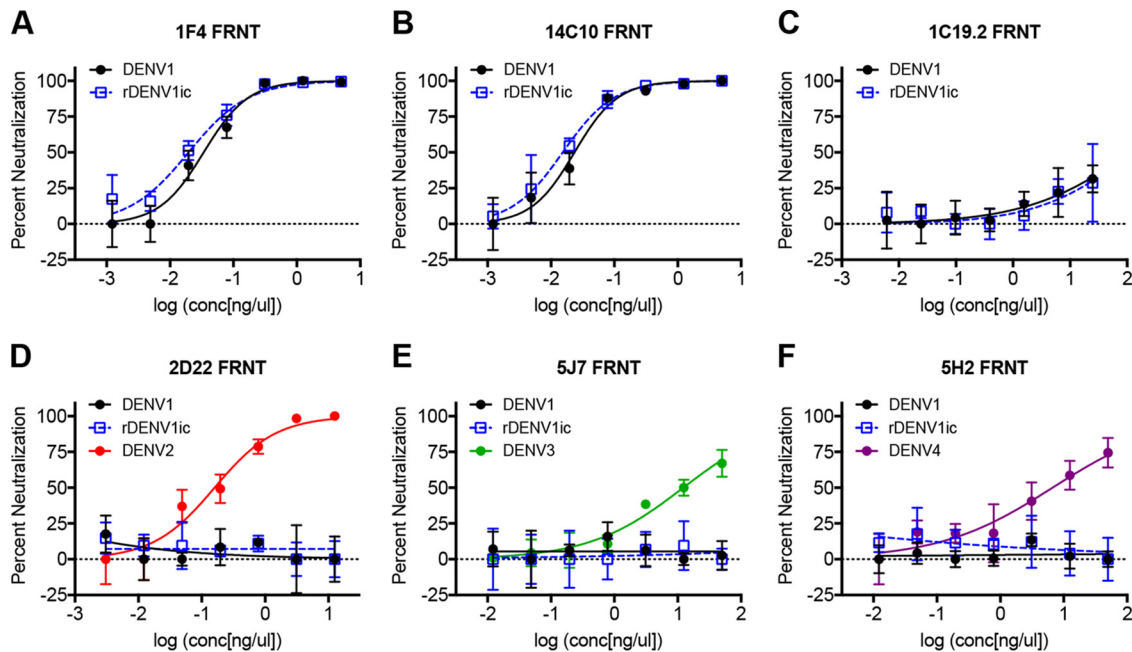 A
1F4 FRNT
DENV1
rDENV1ic
Percent Neutralization
100
75
50
25
0
-25
-3 -2 -1 0 1
log (conc[ng/ul])
B
14C10 FRNT
DENV1
rDENV1ic
Percent Neutralization
100
75
50
25
0
-25
-3 -2 -1 0 1
log (conc[ng/ul])
C
1C19.2 FRNT
DENV1
rDENV1ic
Percent Neutralization
100
75
50
25
0
-25
-3 -2 -1 0 1 2
log (conc[ng/ul])
D
2D22 FRNT
DENV1
rDENV1ic
DENV2
Percent Neutralization
100
75
50
25
0
-25
-3 -2 -1 0 1
log (conc[ng/ul])
E
5J7 FRNT
DENV1
rDENV1ic
DENV3
Percent Neutralization
100
75
50
25
0
-25
-2 -1 0 1 2
log (conc[ng/ul])
F
5H2 FRNT
DENV1
rDENV1ic
DENV4
Percent Neutralization
100
75
50
25
0
-25
-2 -1 0 1 2
log (conc[ng/ul])